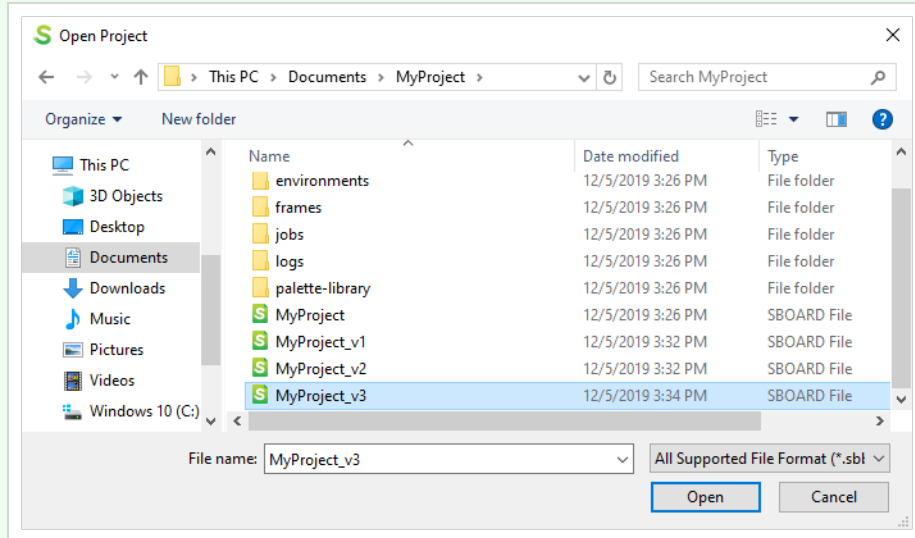 Open Project
This PC > Documents > MyProject >
Search MyProject
Organize
New folder
Name Date modified Type
This PC
3D Objects
Desktop
Documents
Downloads
Music
Pictures
Videos
Windows 10 (C:)
environments 12/5/2019 3:26 PM File folder
frames 12/5/2019 3:26 PM File folder
jobs 12/5/2019 3:26 PM File folder
logs 12/5/2019 3:26 PM File folder
palette-library 12/5/2019 3:26 PM File folder
MyProject 12/5/2019 3:26 PM SBOARD File
MyProject_v1 12/5/2019 3:32 PM SBOARD File
MyProject_v2 12/5/2019 3:32 PM SBOARD File
MyProject_v3 12/5/2019 3:34 PM SBOARD File
File name: MyProject_v3
All Supported File Format (*.sbl
Open
Cancel